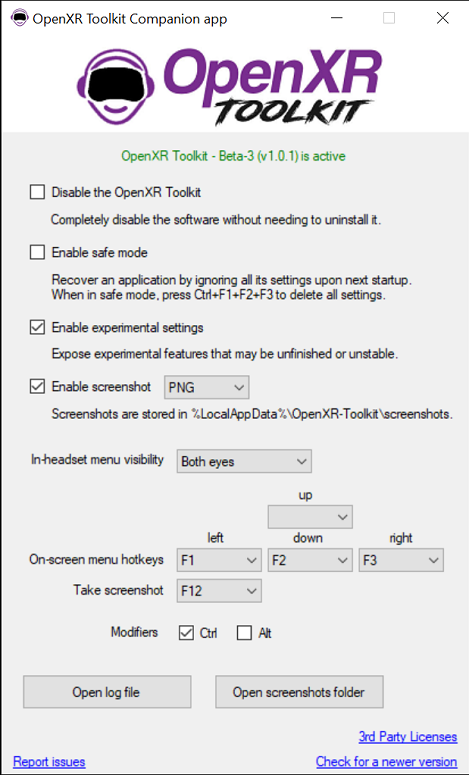 OpenXR Toolkit Companion app
OpenXR
TOOLKIT
OpenXR Toolkit - Beta-3 (v1.0.1) is active
Disable the OpenXR Toolkit
Completely disable the software without needing to uninstall it.
Enable safe mode
Recover an application by ignoring all its settings upon next startup.
When in safe mode, press Ctrl+F1+F2+F3 to delete all settings.
Enable experimental settings
Expose experimental features that may be unfinished or unstable.
Enable screenshot PNG
Screenshots are stored in %LocalAppData%\OpenXR-Toolkit\screenshots.
In-headset menu visibility Both eyes
up
left down right
On-screen menu hotkeys F1 F2 F3
Take screenshot F12
Modifiers Ctrl Alt
Open log file Open screenshots folder
3rd Party Licenses
Report issues Check for a newer version